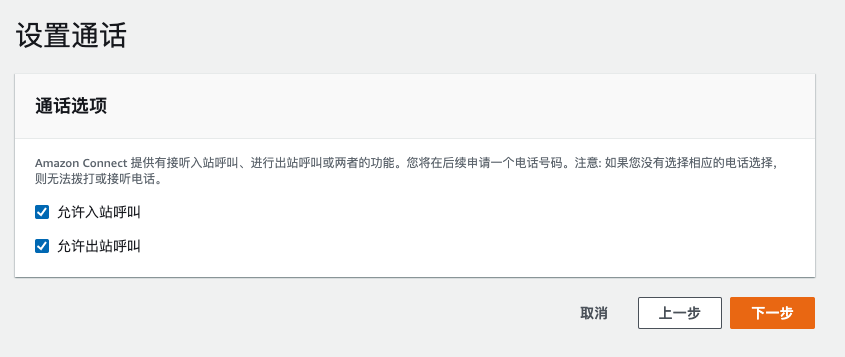 设置通话
通话选项
Amazon Connect 提供有接听入站呼叫、进行出站呼叫或两者的功能。您将在后续申请一个电话号码。注意: 如果您没有选择相应的电话选择,
则无法拨打或接听电话。
允许入站呼叫
允许出站呼叫
取消
上一步
下一步